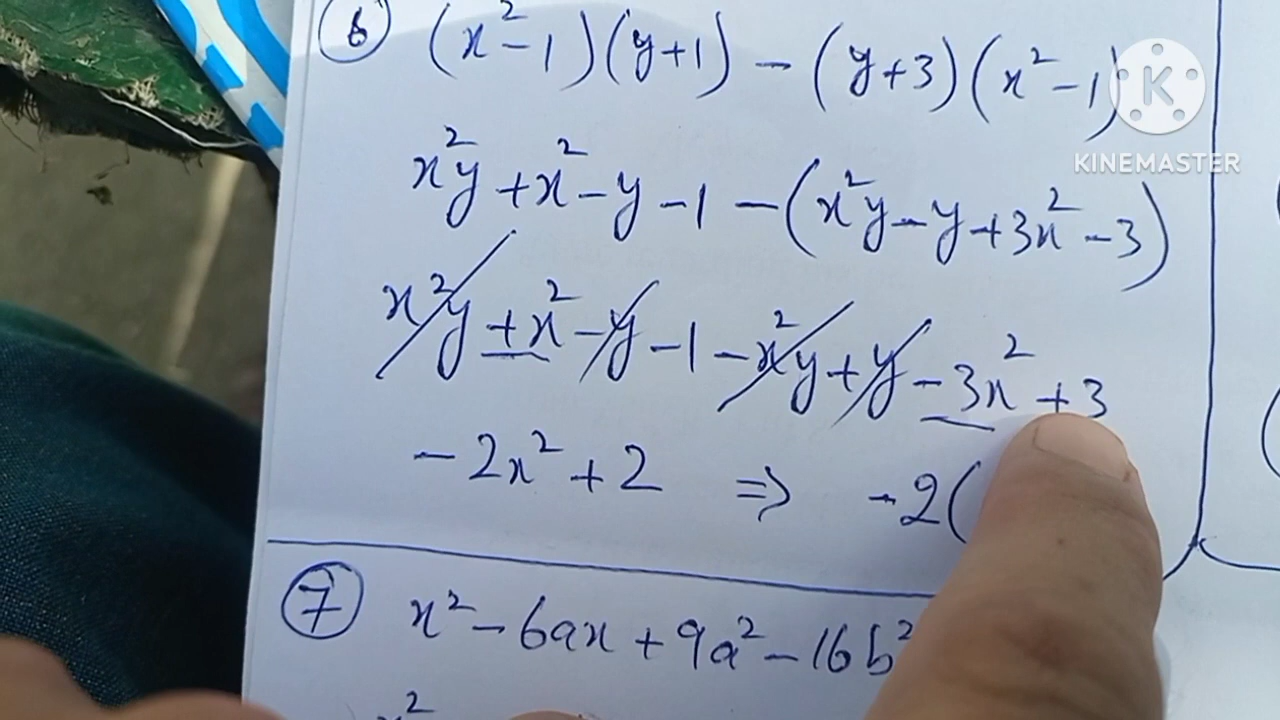 6 (x²-1)(y+1) - (y+3)(x²-1)
x²y+x²-y-1-(x²y-y+3x²-3)
x²y+x²-y-1-x²y+y-3x²+3
-2x²+2 ⇒ -2(
7 x²-6ax+9a²-16b²
x²
K
KINEMASTER